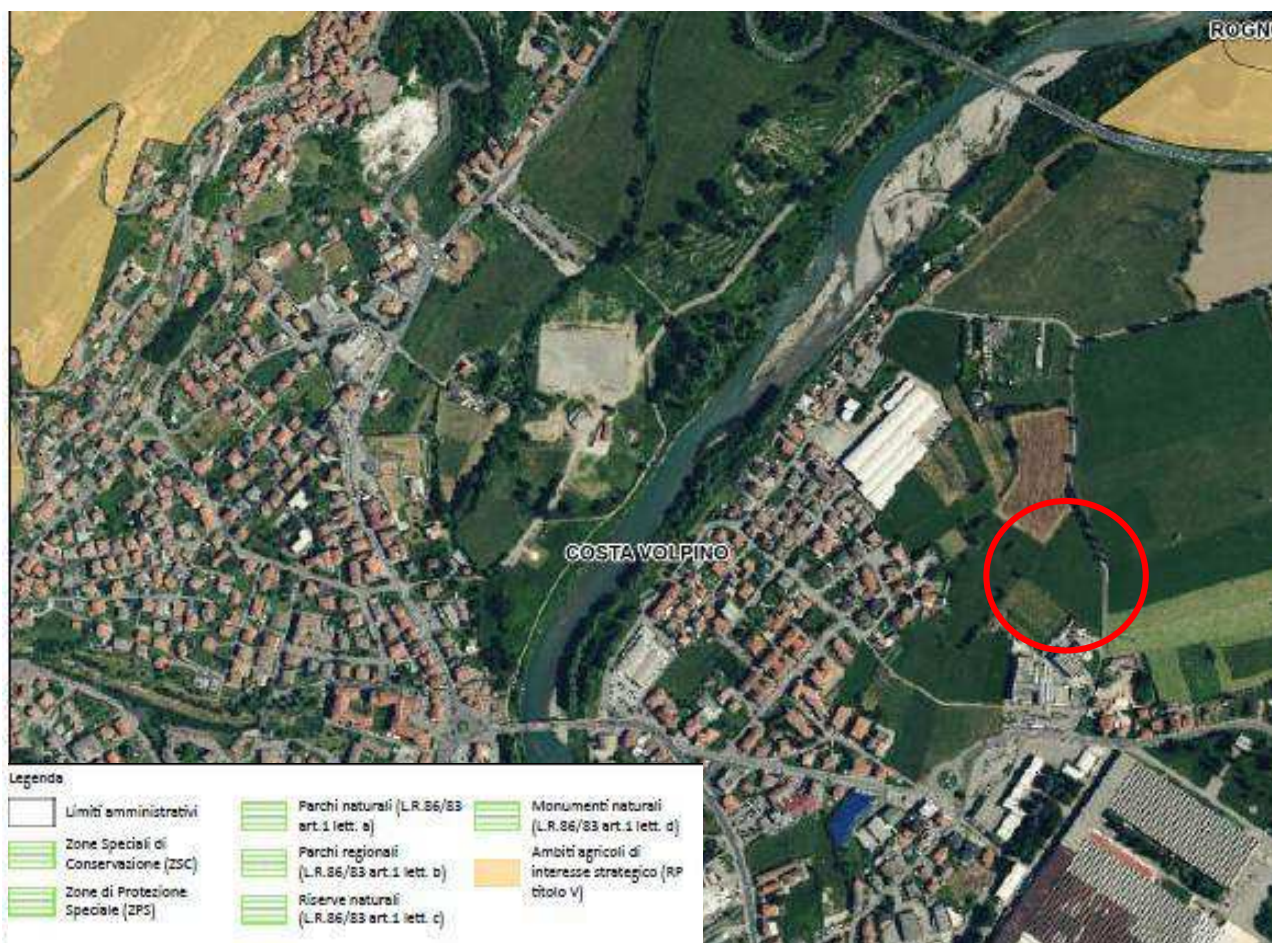 ROGN
COSTA VOLPINO
Legenda
Limiti amministrativi
Zone Speciali di
Conservazione (ZSC)
Zone di Protezione
Speciale (ZPS)
Parchi naturali (L.R.86/83
art.1 lett. a)
Parchi regionali
(L.R.86/83 art.1 lett. b)
Riserve naturali
(L.R.86/83 art.1 lett. c)
Monumenti naturali
(L.R.86/83 art.1 lett. d)
Ambiti agricoli di
interesse strategico (RP
titolo V)